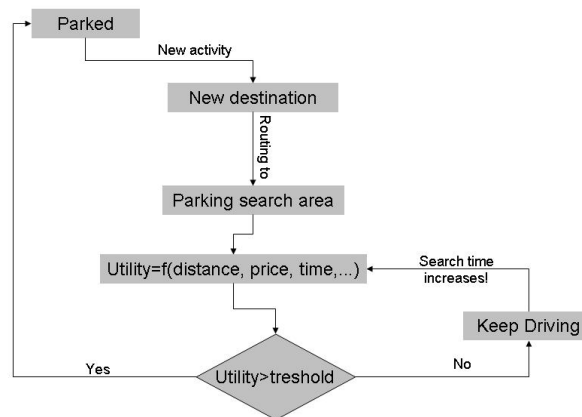 Parked
New activity
New destination
Routing to
Parking search area
Utility=f(distance, price, time,...)
Search time
increases!
Keep Driving
Utility>treshold
Yes
No